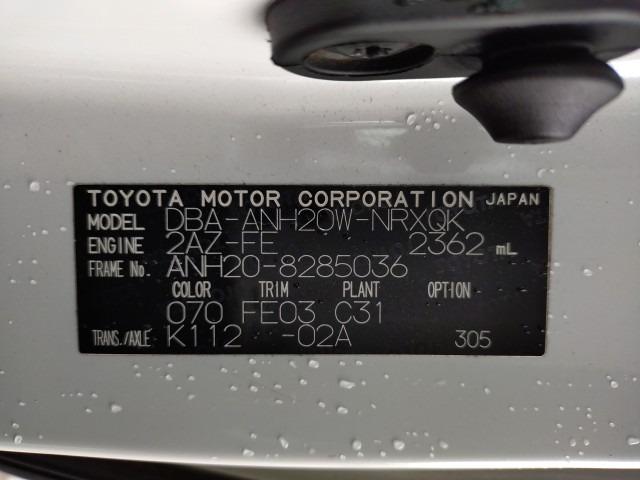 TOYOTA MOTOR CORPORATION JAPAN
MODEL DBA-ANH20W-NRXQK
ENGINE 2AZ-FE 2362 mL
FRAME No. ANH20-8285036
COLOR TRIM PLANT OPTION
070 FE03 C31
TRANS./AXLE K112 -02A 305